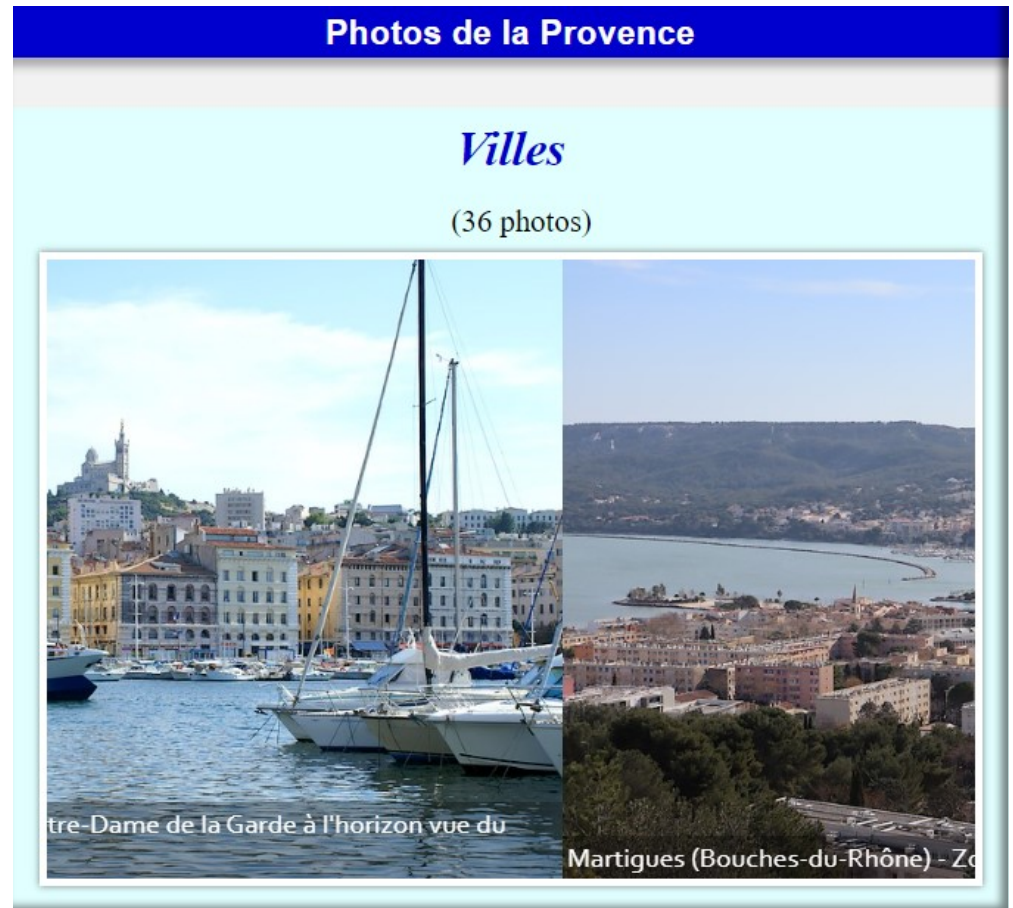 Photos de la Provence
Villes
(36 photos)
tre-Dame de la Garde à l'horizon vue du
Martigues (Bouches-du-Rhône) - Zo